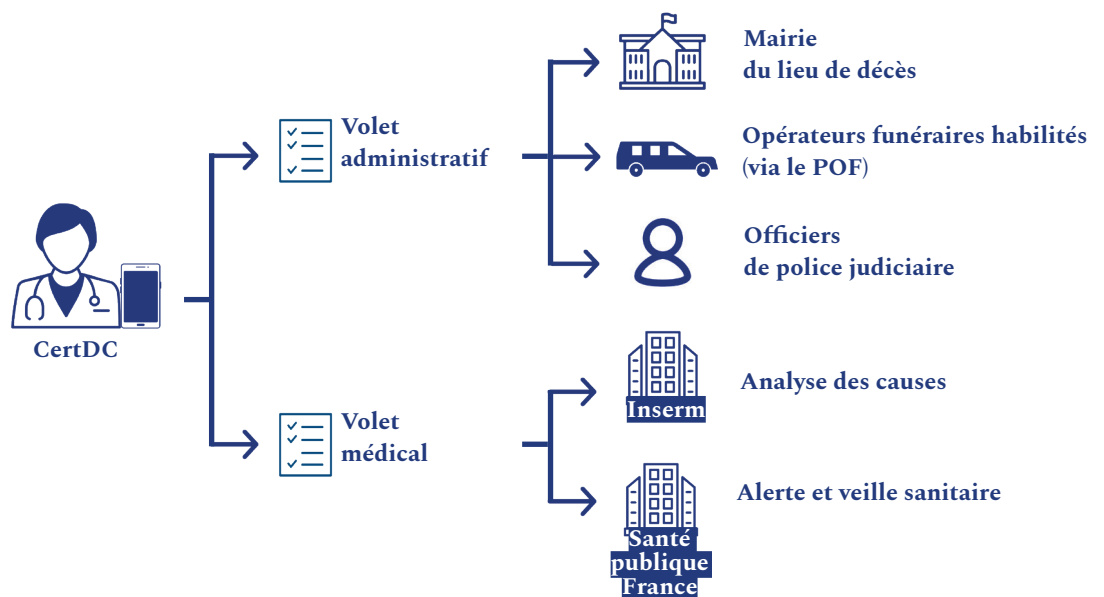 Mairie
du lieu de décès
Volet
administratif
Opérateurs funéraires habilités
(via le POF)
Officiers
de police judiciaire
CertDC
Volet
médical
Inserm
Analyse des causes
Santé
publique
France
Alerte et veille sanitaire